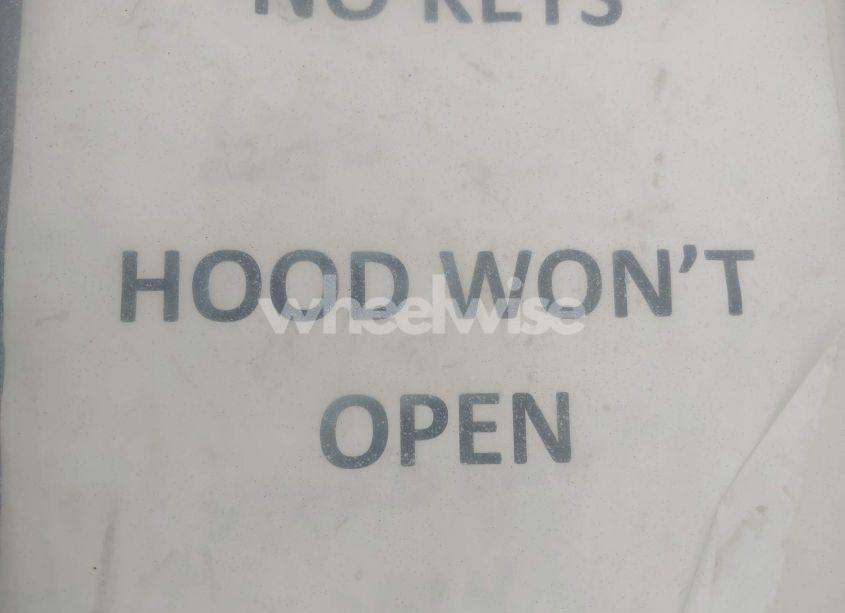 NO KEYS
HOOD WON'T
wheelwise
OPEN